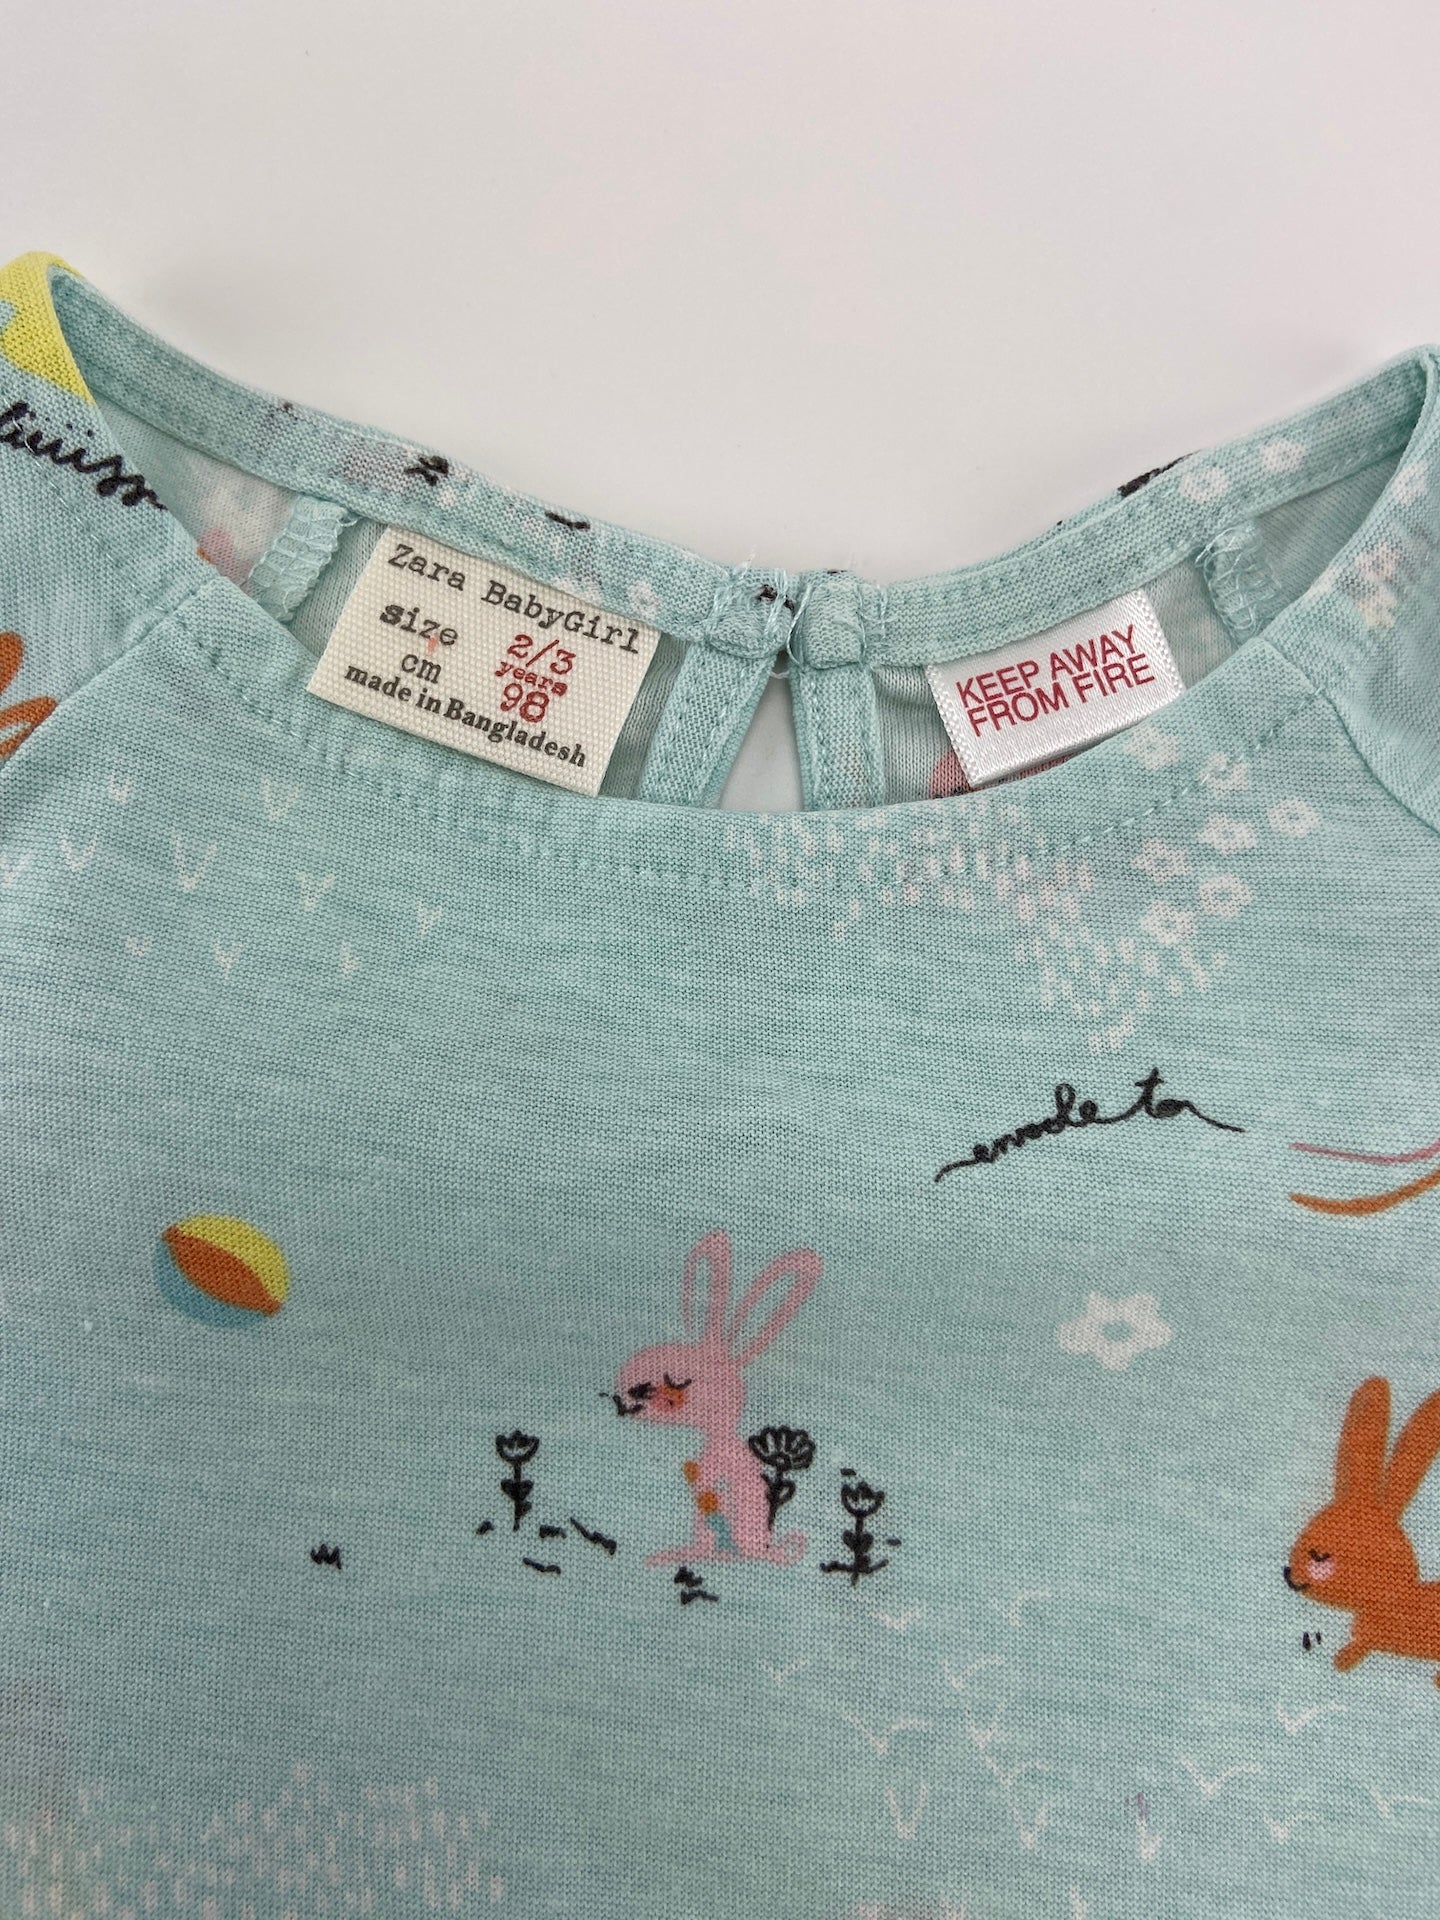 Zara BabyGirl
size 2/3
years
cm 98
made in Bangladesh
KEEP AWAY
FROM FIRE